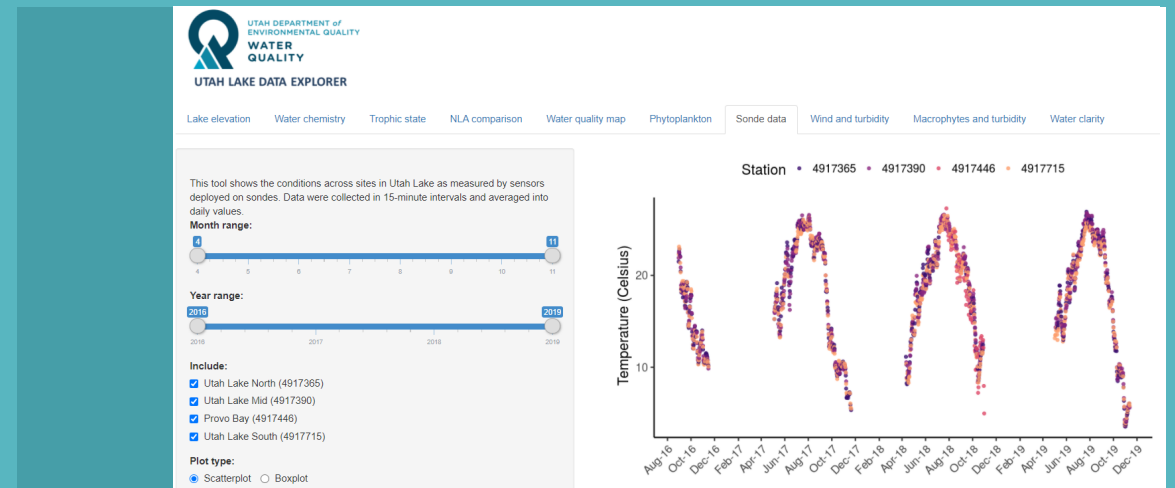 UTAH DEPARTMENT of
ENVIRONMENTAL QUALITY
WATER
QUALITY
UTAH LAKE DATA EXPLORER
Lake elevation Water chemistry Trophic state NLA comparison Water quality map Phytoplankton Sonde data Wind and turbidity Macrophytes and turbidity Water clarity
This tool shows the conditions across sites in Utah Lake as measured by sensors
deployed on sondes. Data were collected in 15-minute intervals and averaged into
daily values.
Month range:
4 11
4 5 6 7 8 9 10 11
Year range:
2016 2019
2016 2017 2018 2019
Include:
Utah Lake North (4917365)
Utah Lake Mid (4917390)
Provo Bay (4917446)
Utah Lake South (4917715)
Plot type:
Scatterplot Boxplot
Station 4917365 4917390 4917446 4917715
Temperature (Celsius)
20
10
Aug-16 Oct-16 Dec-16 Feb-17 Apr-17 Jun-17 Aug-17 Oct-17 Dec-17 Feb-18 Apr-18 Jun-18 Aug-18 Oct-18 Dec-18 Feb-19 Apr-19 Jun-19 Aug-19 Oct-19 Dec-19